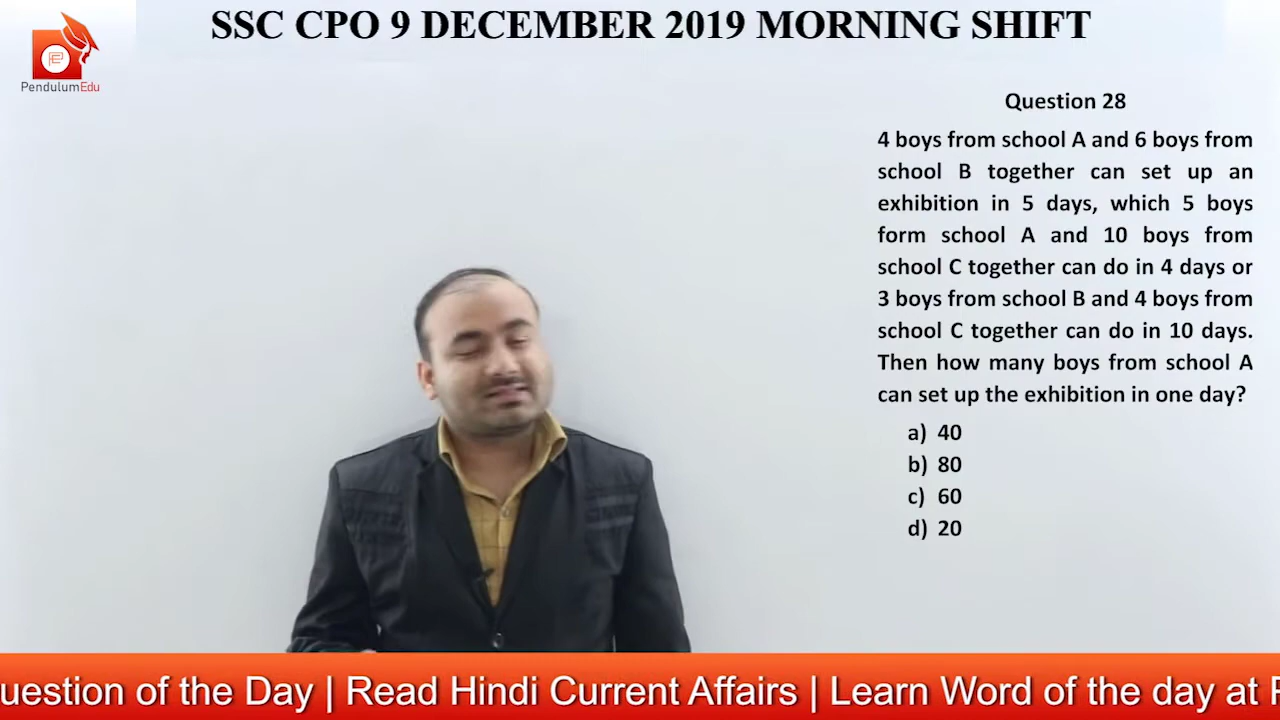 SSC CPO 9 DECEMBER 2019 MORNING SHIFT
PendulumEdu
Question 28
4 boys from school A and 6 boys from
school B together can set up an
exhibition in 5 days, which 5 boys
form school A and 10 boys from
school C together can do in 4 days or
3 boys from school B and 4 boys from
school C together can do in 10 days.
Then how many boys from school A
can set up the exhibition in one day?
a) 40
b) 80
c) 60
d) 20
uestion of the Day | Read Hindi Current Affairs | Learn Word of the day at